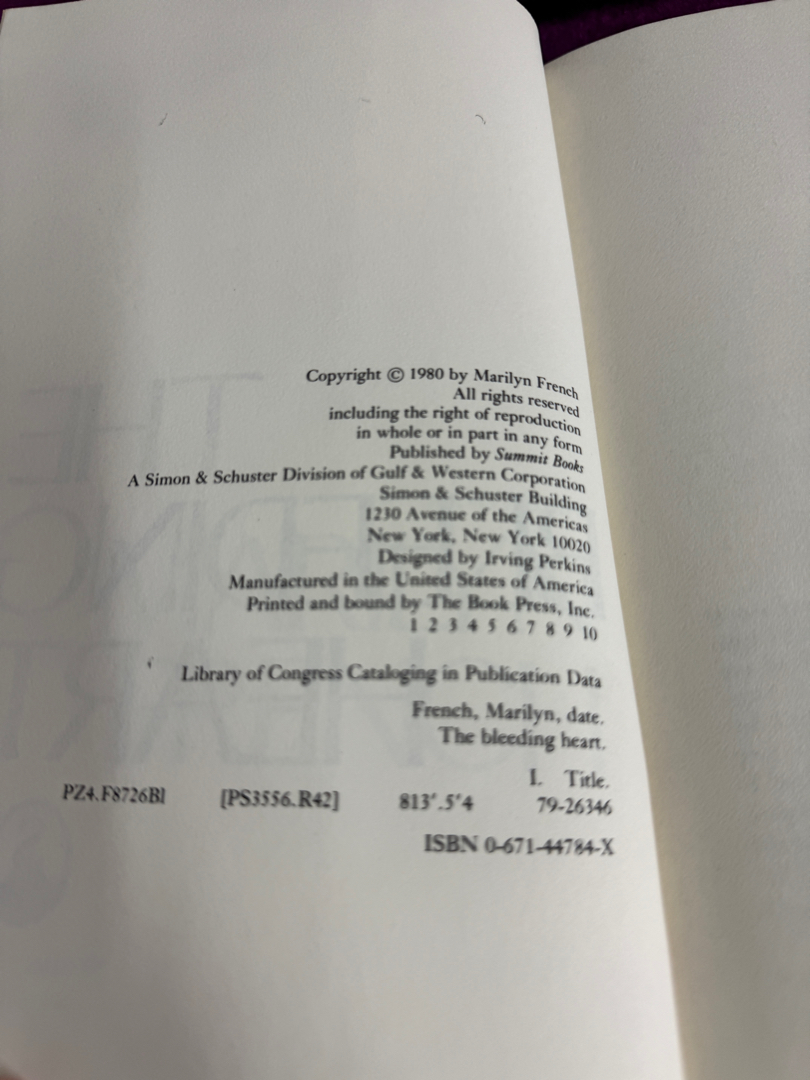 Copyright © 1980 by Marilyn French
All rights reserved
including the right of reproduction
in whole or in part in any form
Published by Summit Books
A Simon & Schuster Division of Gulf & Western Corporation
Simon & Schuster Building
1230 Avenue of the Americas
New York, New York 10020
Designed by Irving Perkins
Manufactured in the United States of America
Printed and bound by The Book Press, Inc.
1 2 3 4 5 6 7 8 9 10
Library of Congress Cataloging in Publication Data
French, Marilyn, date.
The bleeding heart.
I. Title.
PZ4.F8726Bl [PS3556.R42] 813'.5'4 79-26346
ISBN 0-671-44784-X